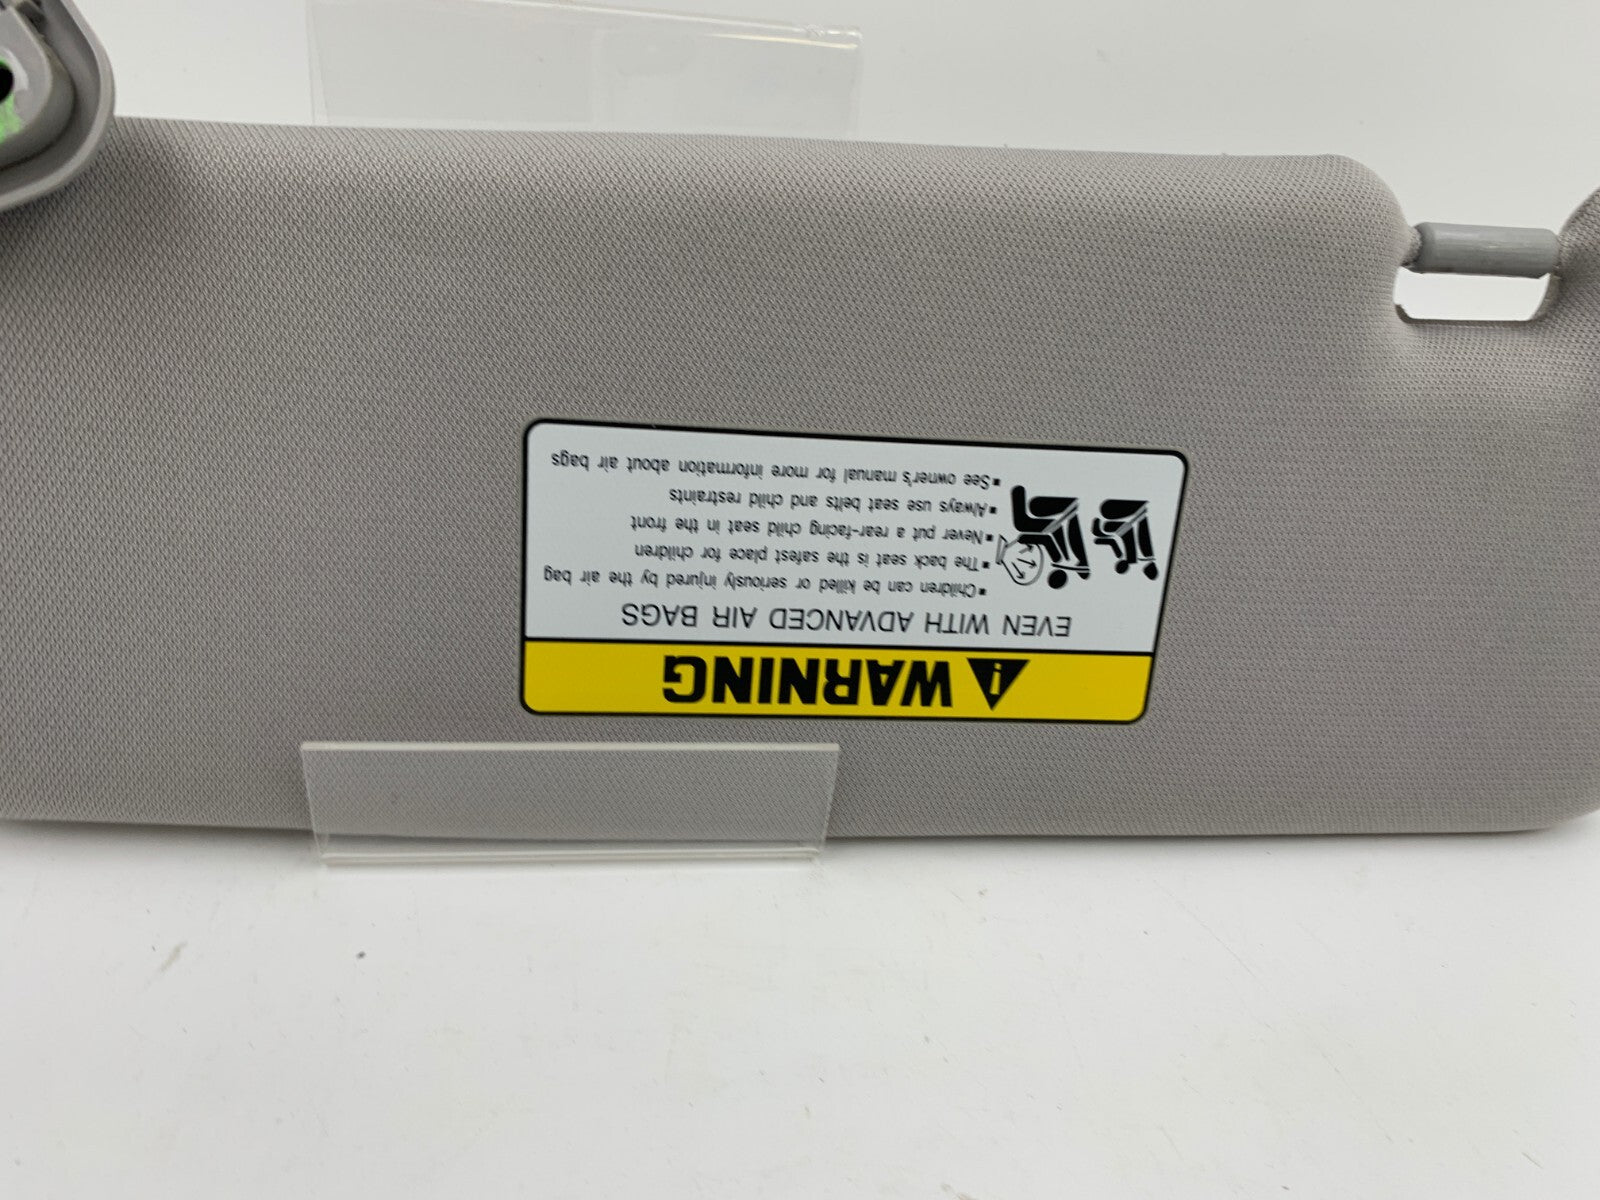 WARNING
EVEN WITH ADVANCED AIR BAGS
▪Children can be killed or seriously injured by the air bag
▪The back seat is the safest place for children
▪Never put a rear-facing child seat in the front
▪Always use seat belts and child restraints
▪See owner's manual for more information about air bags